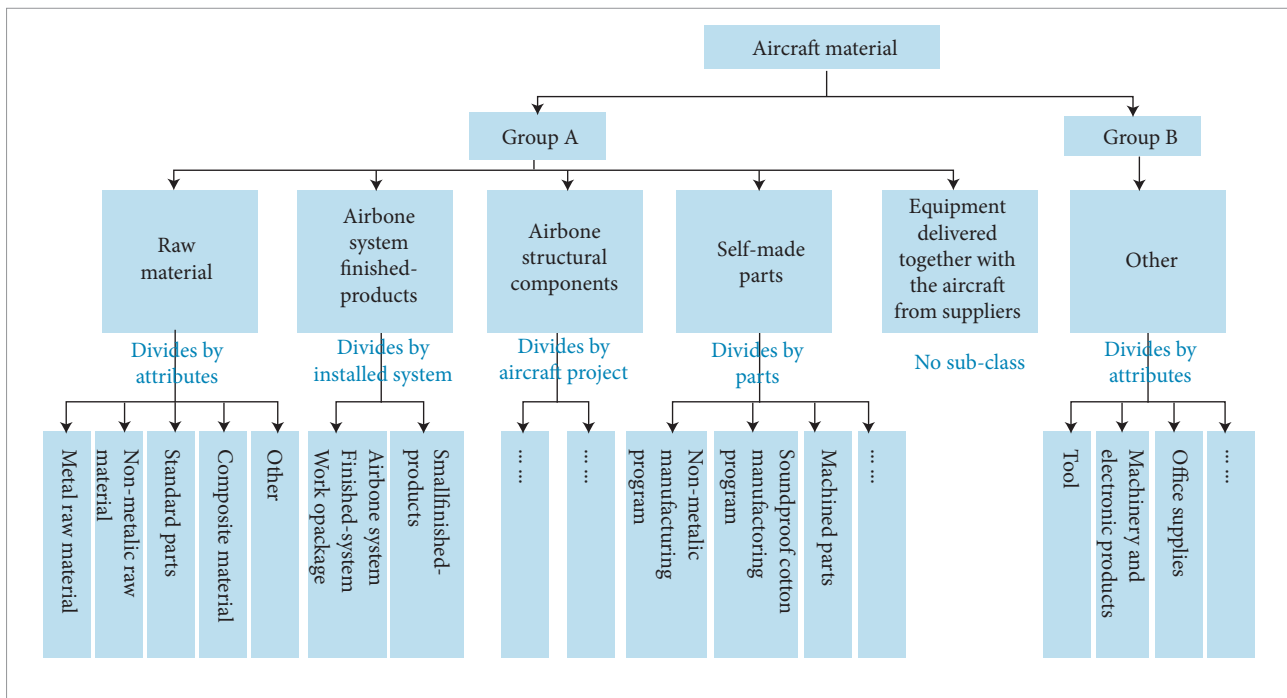 Aircraft material
Group A
Group B
Raw
material
Airbone
system
finished-
products
Airbone
structural
components
Self-made
parts
Equipment
delivered
together with
the aircraft
from suppliers
Other
Divides by
attributes
Divides by
installed system
Divides by
aircraft project
Divides by
parts
No sub-class
Divides by
attributes
Metal raw material
Non-metalic raw
material
Standard parts
Composite material
Other
Airbone system
Finished-system
Work opackage
Smallfinished-
products
... ...
... ...
Non-metalic
manufacturing
program
Soundproof cotton
manufactoring
program
Machined parts
... ...
Tool
Machinery and
electronic products
Office supplies
... ...